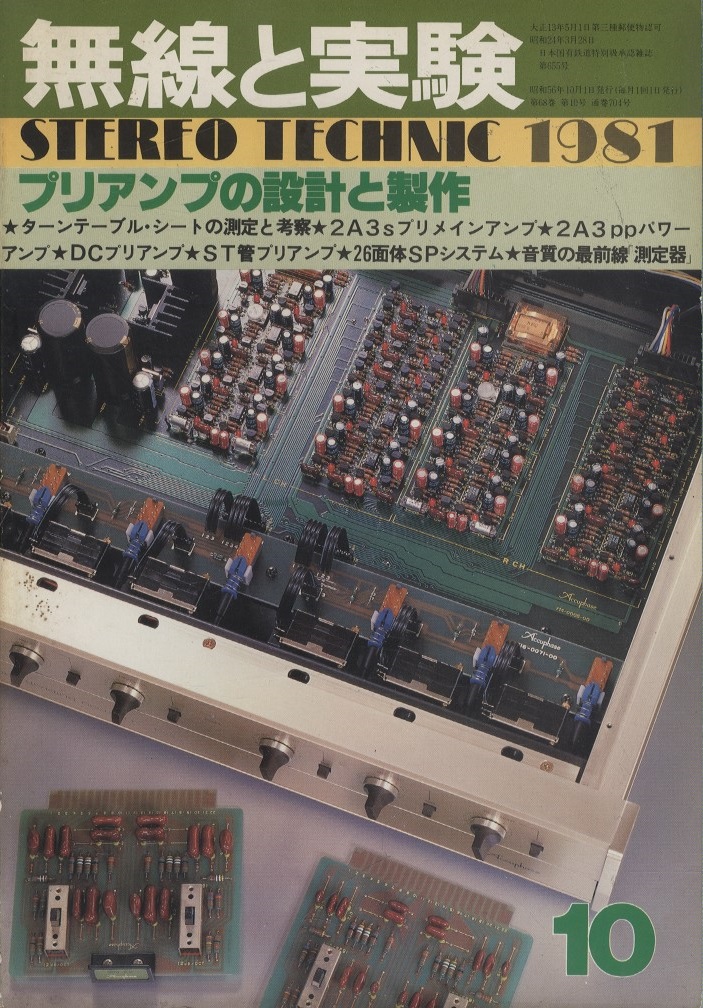 無線と実験
大正13年5月1日第三種郵便物認可
昭和24年3月28日
日本国有鉄道特別級承認雑誌
第655号
昭和56年10月1日発行(毎月1回1日発行)
第68巻 第10号 通巻704号
STEREO TECHNIC 1981
プリアンプの設計と製作
★ターンテーブル・シートの測定と考察★2A3sプリメインアンプ★2A3ppパワー
アンプ★DCプリアンプ★ST管プリアンプ★26面体SPシステム★音質の最前線「測定器」
R CH
Accuphase
Accuphase
Accuphase
Accuphase
Accuphase
10